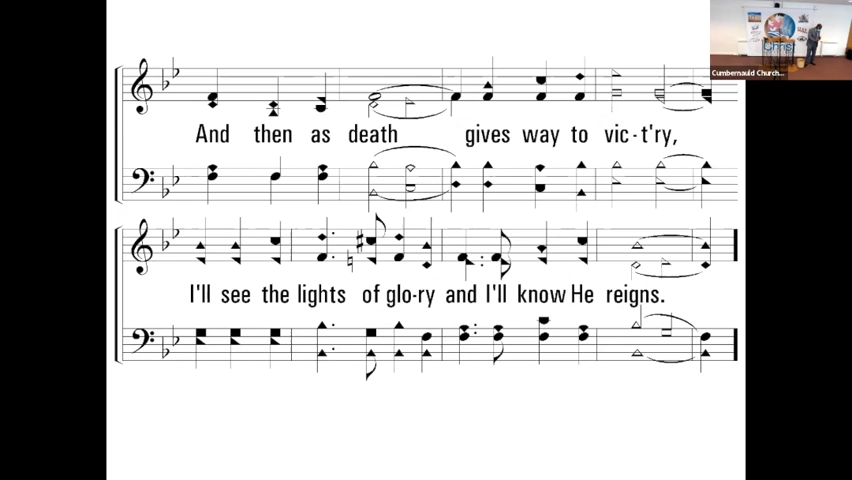 Cumbernauld Church...
Christ
And then as death gives way to vic-t'ry,
I'll see the lights of glo-ry and I'll know He reigns.